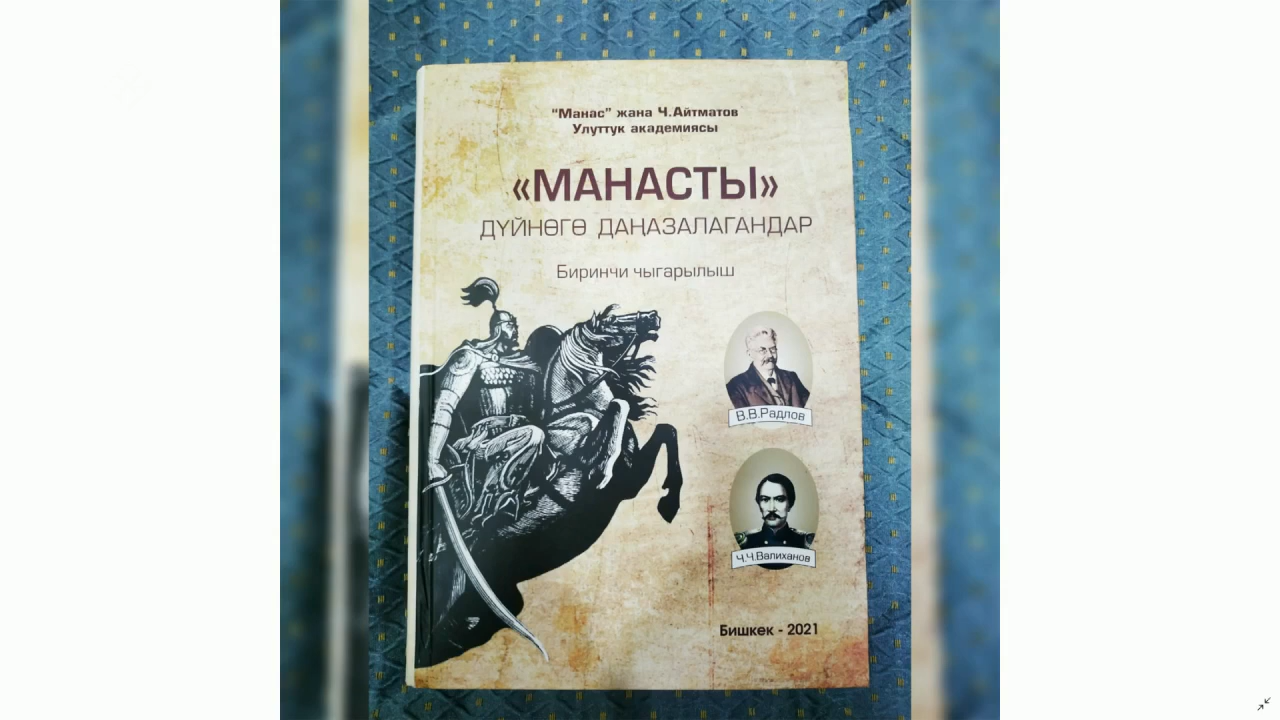 “Манас” жана Ч.Айтматов
Улуттук академиясы
«МАНАСТЫ»
ДҮЙНӨГӨ ДАҢАЗАЛАГАНДАР
Биринчи чыгарылыш
В.В.Радлов
Ч.Ч.Валиханов
Бишкек - 2021